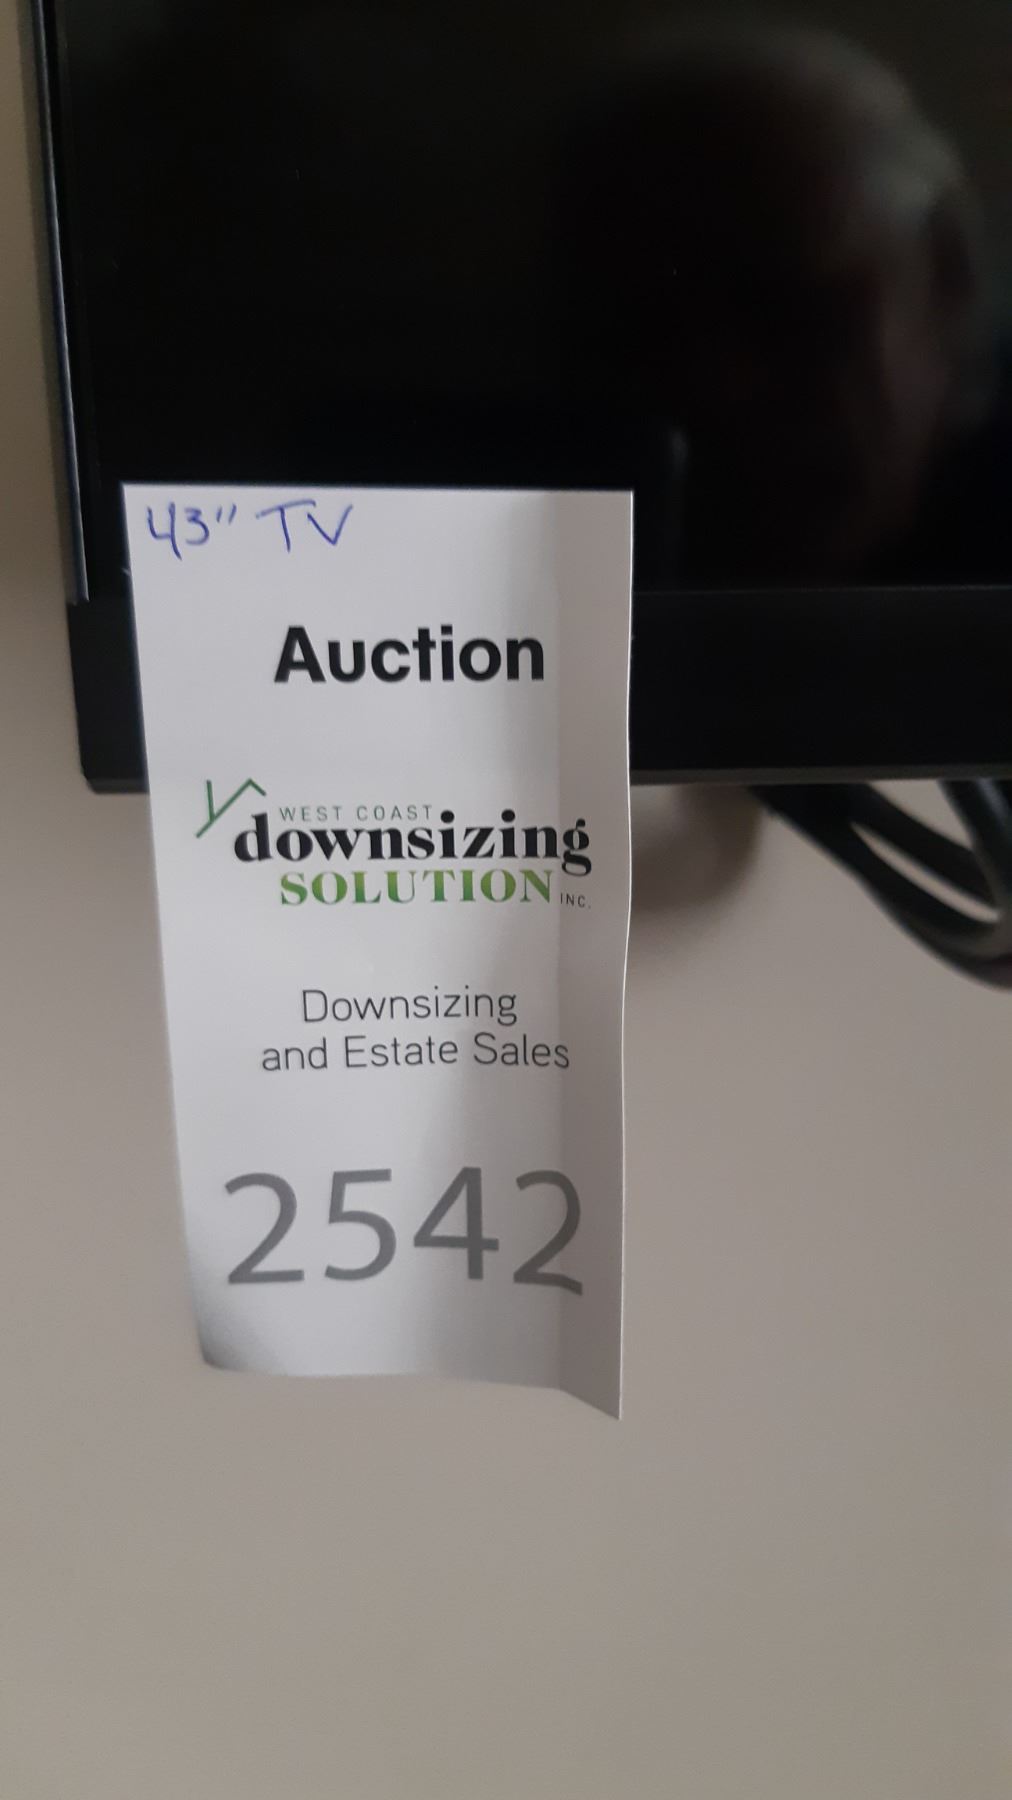 43" TV
Auction
WEST COAST
downsizing
SOLUTION INC.
Downsizing
and Estate Sales
2542